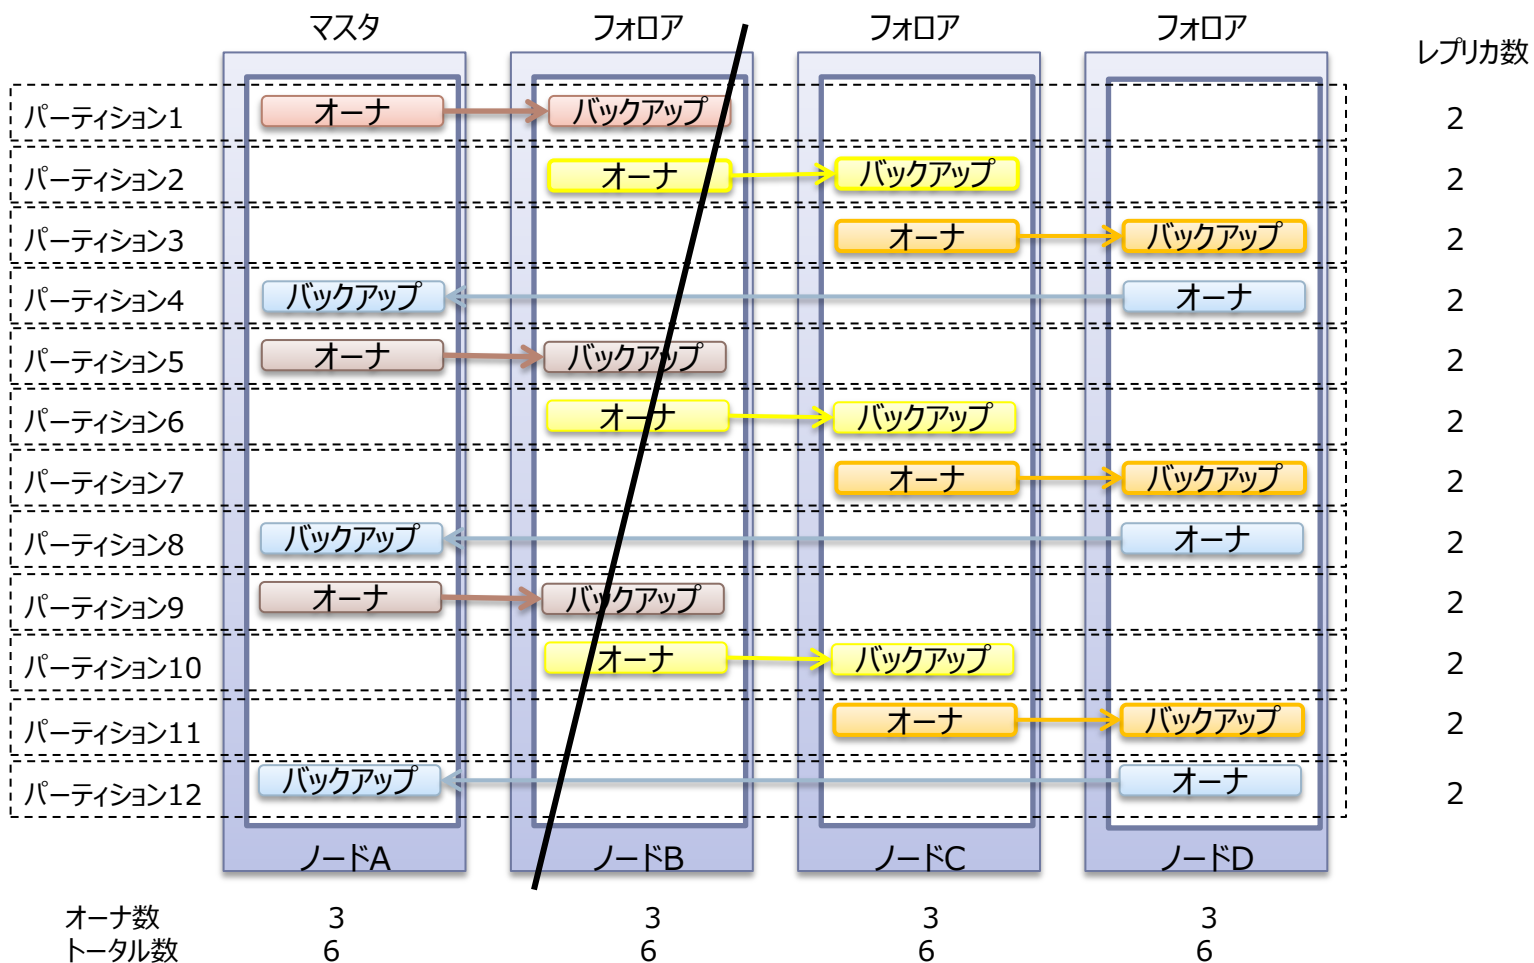 マスタ フォロア フォロア フォロア
レプリカ数
パーティション1 オーナ バックアップ 2
パーティション2 オーナ バックアップ 2
パーティション3 オーナ バックアップ 2
パーティション4 バックアップ オーナ 2
パーティション5 オーナ バックアップ 2
パーティション6 オーナ バックアップ 2
パーティション7 オーナ バックアップ 2
パーティション8 バックアップ オーナ 2
パーティション9 オーナ バックアップ 2
パーティション10 オーナ バックアップ 2
パーティション11 オーナ バックアップ 2
パーティション12 バックアップ オーナ 2
ノードA ノードB ノードC ノードD
オーナ数 3 3 3 3
トータル数 6 6 6 6